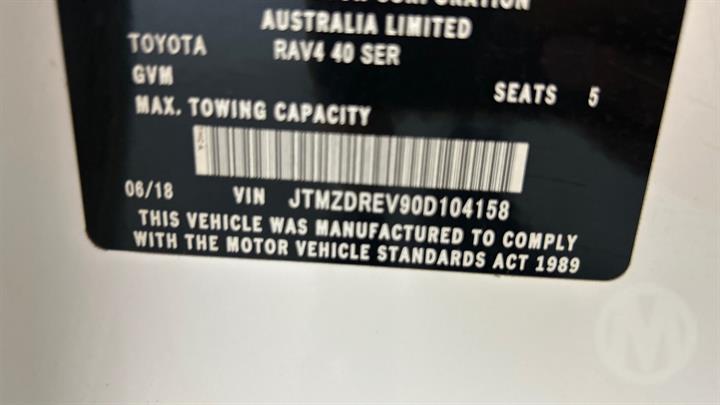 CORPORATION
AUSTRALIA LIMITED
TOYOTA RAV4 40 SER
GVM
SEATS 5
MAX. TOWING CAPACITY
06/18 VIN JTMZDREV90D104158
THIS VEHICLE WAS MANUFACTURED TO COMPLY
WITH THE MOTOR VEHICLE STANDARDS ACT 1989
M